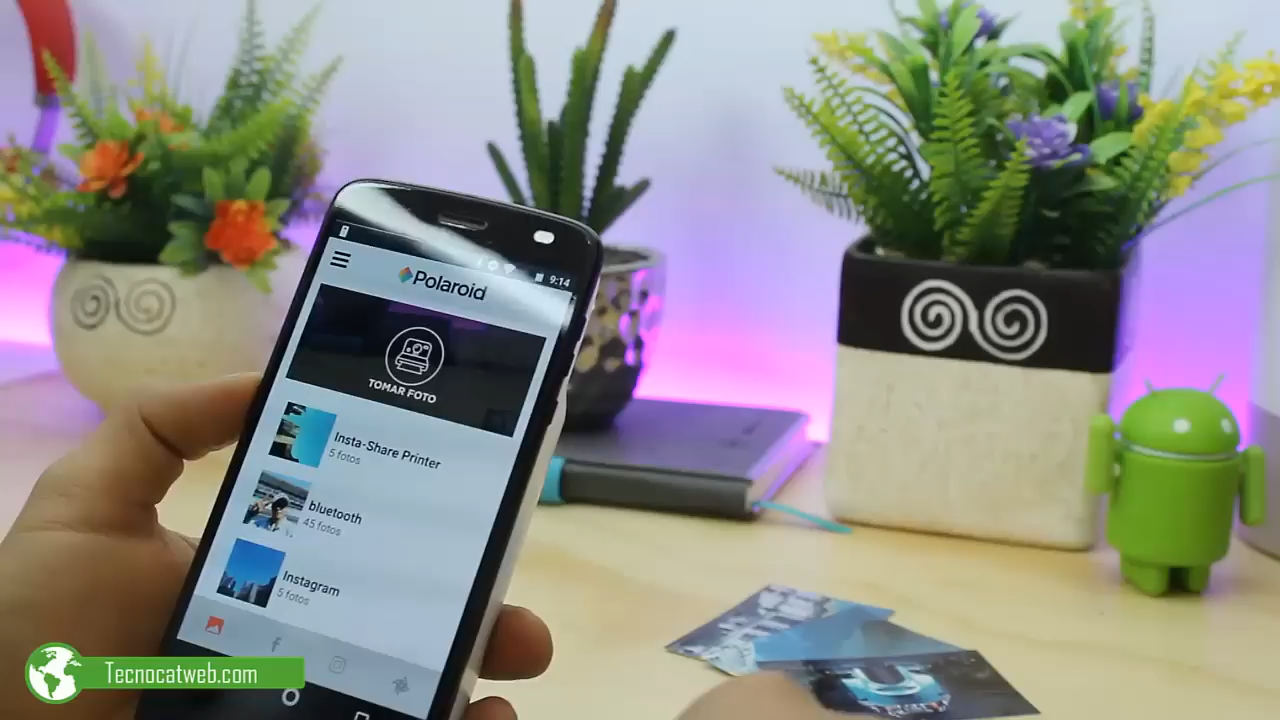 9:14
Polaroid
TOMAR FOTO
Insta-Share Printer
5 fotos
bluetooth
45 fotos
Instagram
5 fotos
Tecnocatweb.com